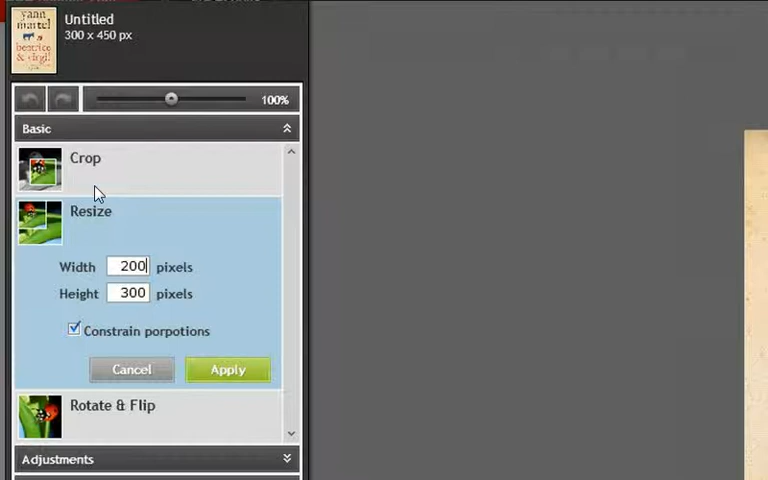 yann
martel
beatrice
& virgil
Untitled
300 x 450 px
100%
Basic
Crop
Resize
Width 200 pixels
Height 300 pixels
Constrain porpotions
Cancel Apply
Rotate & Flip
Adjustments